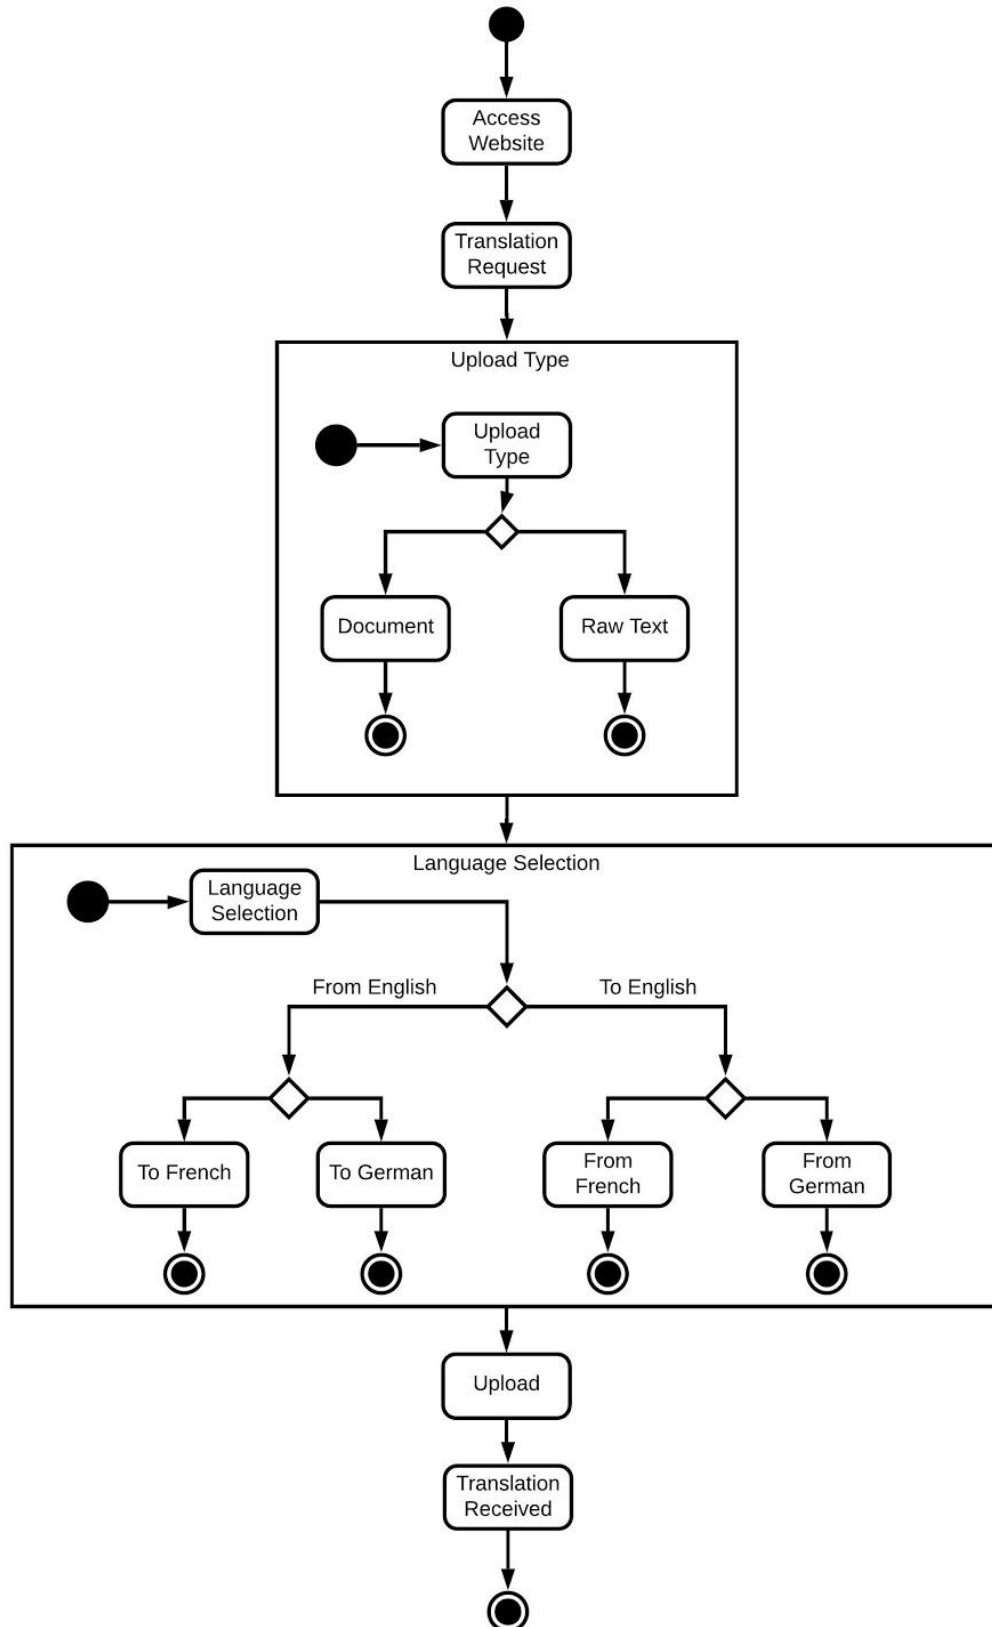 Access
Website
Translation
Request
Upload Type
Upload
Type
Document
Raw Text
Language Selection
Language
Selection
From English
To English
To French
To German
From
French
From
German
Upload
Translation
Received